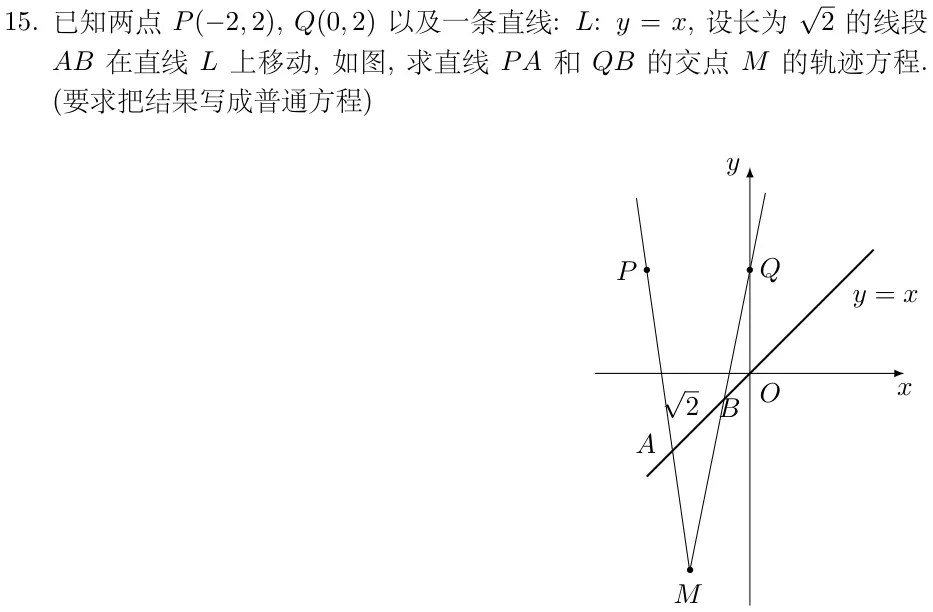 15. 已知两点 P(−2,2), Q(0,2) 以及一条直线: L: y = x, 设长为 √2 的线段
AB 在直线 L 上移动, 如图, 求直线 PA 和 QB 的交点 M 的轨迹方程.
(要求把结果写成普通方程)
y
P
Q
y = x
x
O
√2
B
A
M